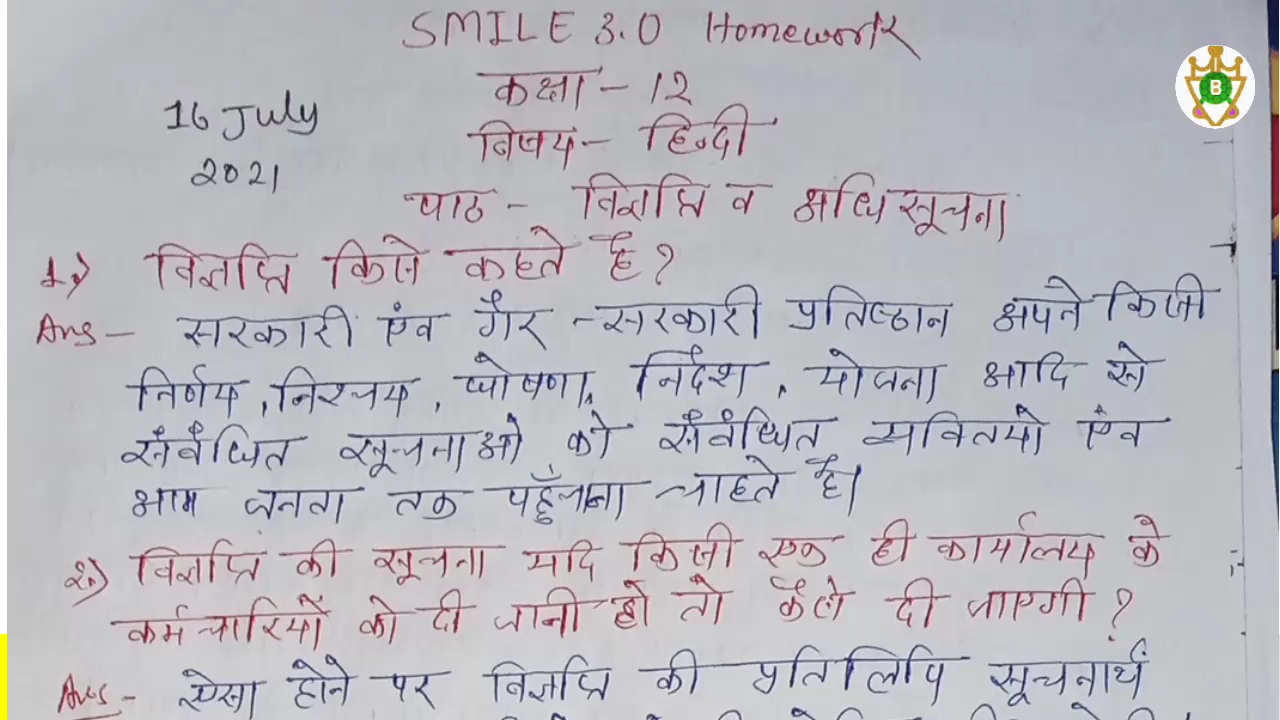 SMILE 3.0 Homework
कक्षा - 12
16 July
2021
विषय - हिन्दी
पाठ - विज्ञप्ति व अधिसूचना
1.) विज्ञप्ति किसे कहते है ?
Ans - सरकारी एंव गैर - सरकारी प्रतिष्ठान अपने किसी
निर्णय, निश्चय, घोषणा, निर्देश, योजना आदि से
संबंधित सूचनाओ को संबंधित व्यक्तियों एंव
आम जनता तक पहुँचाना चाहते है।
2.) विज्ञप्ति की सूचना यदि किसी एक ही कार्यालय के
कर्मचारियों को दी जानी हो तो कैसे दी जाएगी ?
Ans - ऐसा होने पर विज्ञप्ति की प्रतिलिपि सूचनार्थ
B